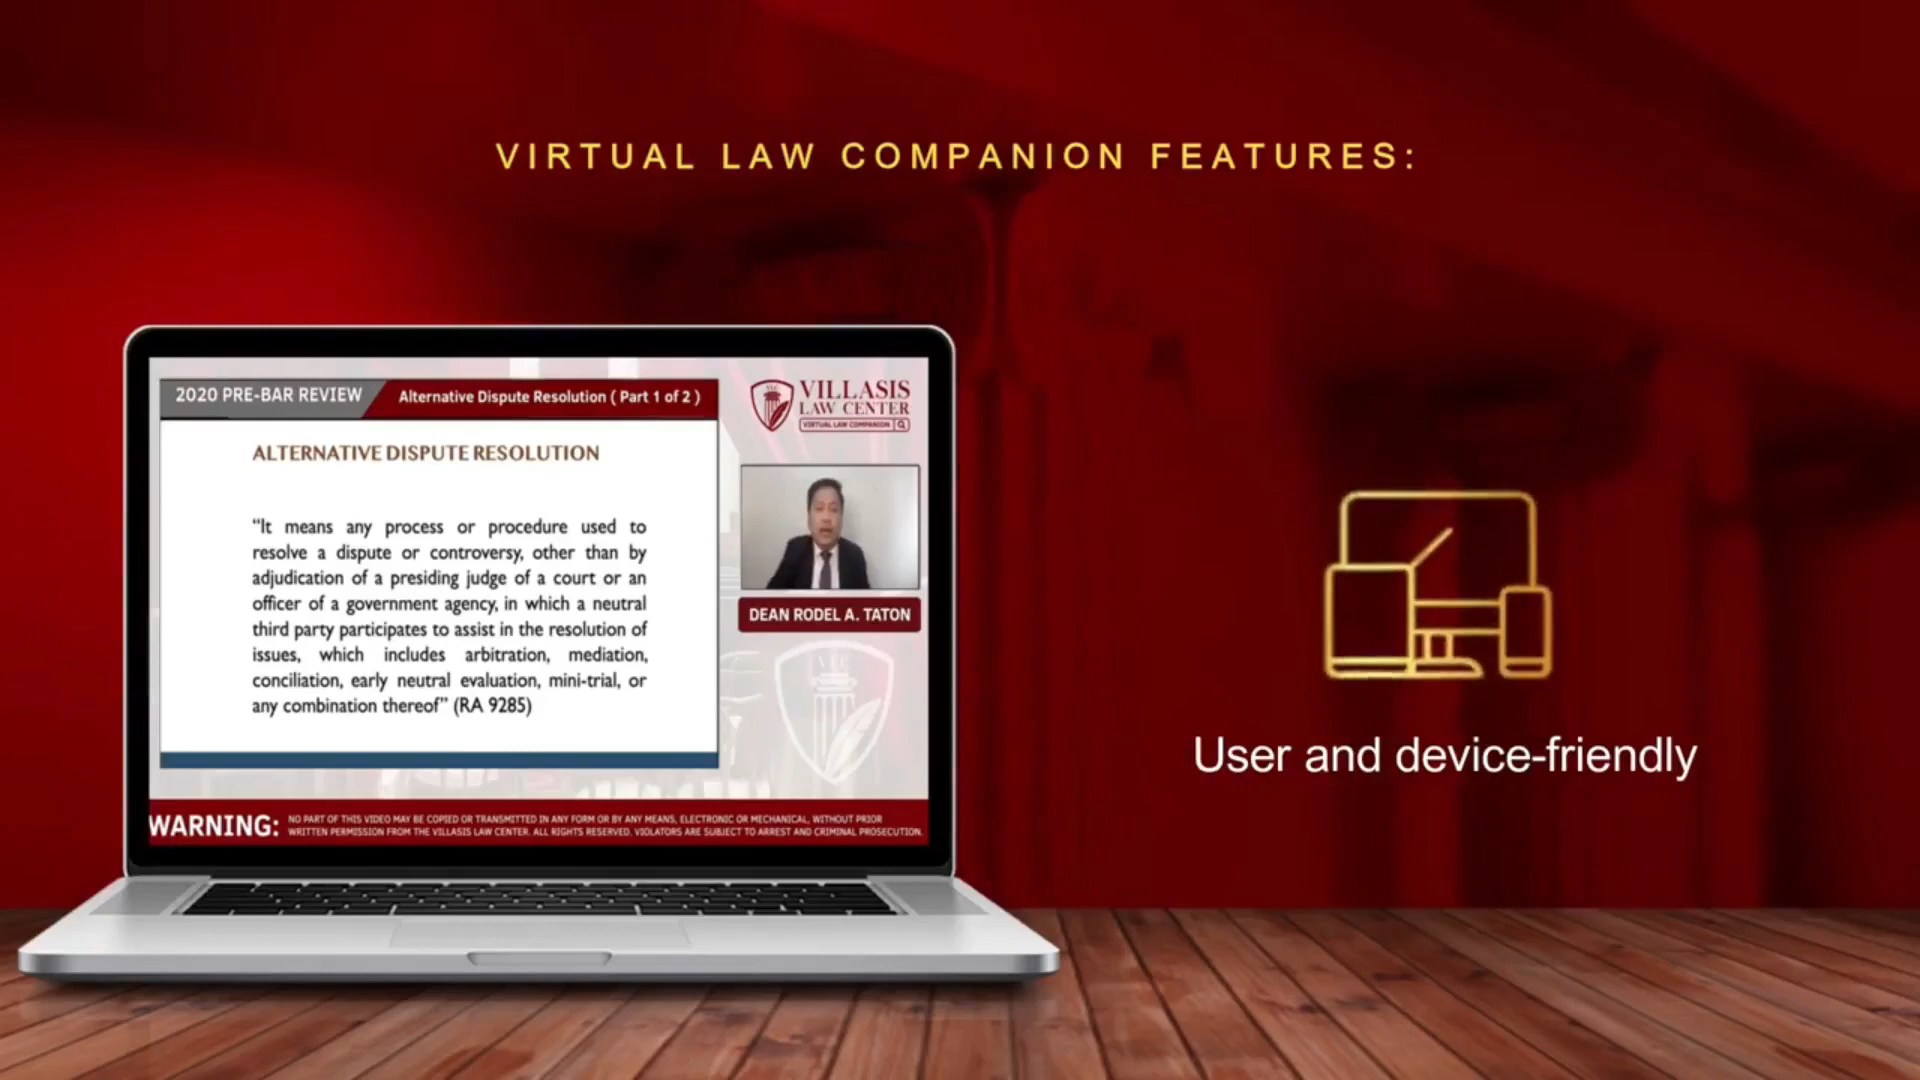 VIRTUAL LAW COMPANION FEATURES:
2020 PRE-BAR REVIEW
Alternative Dispute Resolution ( Part 1 of 2 )
VLC
VILLASIS
LAW CENTER
VIRTUAL LAW COMPANION
ALTERNATIVE DISPUTE RESOLUTION
“It means any process or procedure used to
resolve a dispute or controversy, other than by
adjudication of a presiding judge of a court or an
officer of a government agency, in which a neutral
third party participates to assist in the resolution of
issues, which includes arbitration, mediation,
conciliation, early neutral evaluation, mini-trial, or
any combination thereof” (RA 9285)
DEAN RODEL A. TATON
VLC
WARNING:
NO PART OF THIS VIDEO MAY BE COPIED OR TRANSMITTED IN ANY FORM OR BY ANY MEANS, ELECTRONIC OR MECHANICAL, WITHOUT PRIOR
WRITTEN PERMISSION FROM THE VILLASIS LAW CENTER. ALL RIGHTS RESERVED. VIOLATORS ARE SUBJECT TO ARREST AND CRIMINAL PROSECUTION.
User and device-friendly